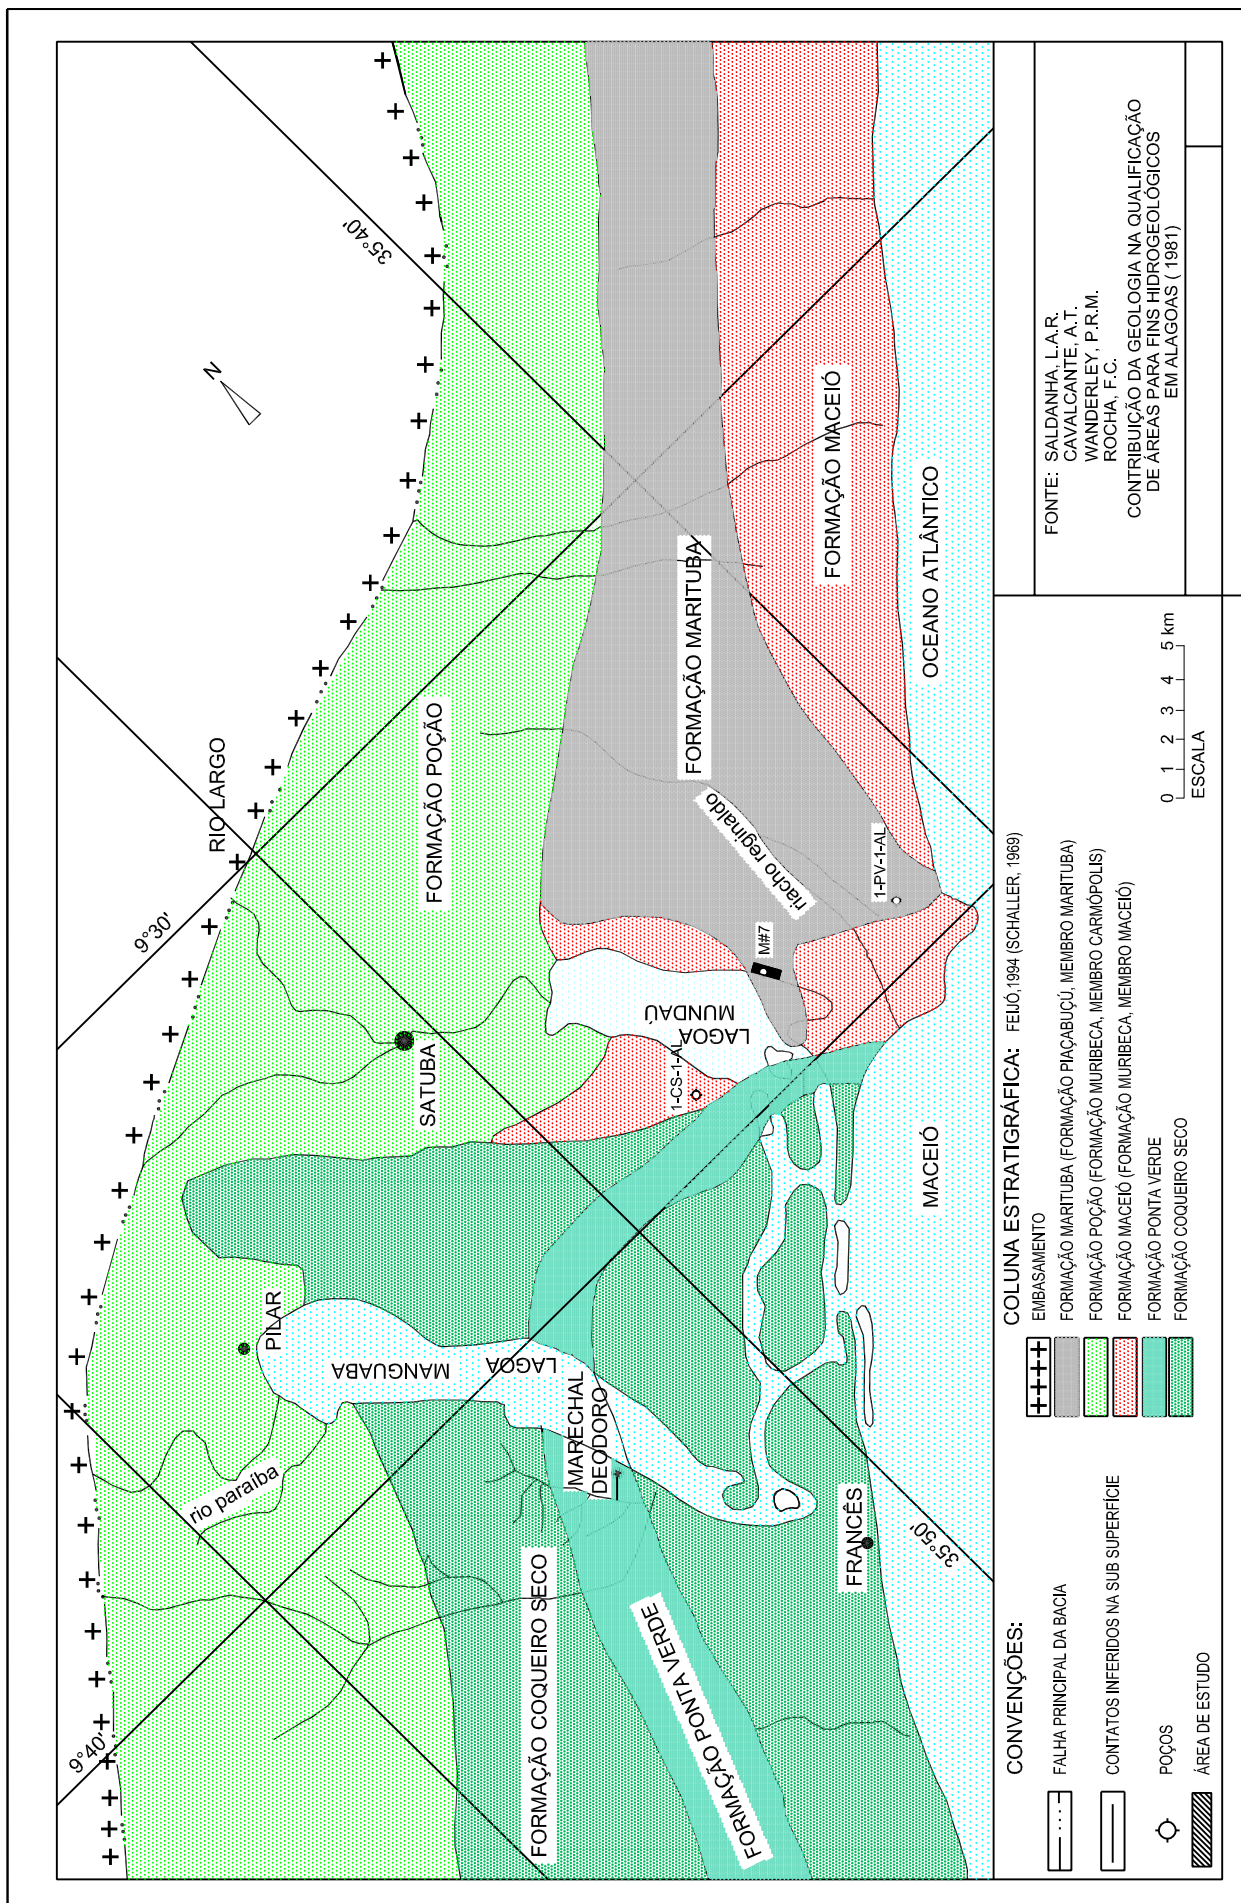 9°40'
rio paraíba
PILAR
SATUBA
9°30'
RIO LARGO
N
35°40'
FORMAÇÃO COQUEIRO SECO
MARECHAL
DEODORO
LAGOA
MANGUABA
FORMAÇÃO POÇÃO
FORMAÇÃO PONTA VERDE
1-CS-1-AL
LAGOA
MUNDAÚ
M#7
riacho reginaldo
FORMAÇÃO MARITUBA
FRANCÊS
1-PV-1-AL
FORMAÇÃO MACEIÓ
35°50'
MACEIÓ
OCEANO ATLÂNTICO
CONVENÇÕES:
FALHA PRINCIPAL DA BACIA
CONTATOS INFERIDOS NA SUB SUPERFÍCIE
POÇOS
ÁREA DE ESTUDO
COLUNA ESTRATIGRÁFICA: FEIJÓ,1994 (SCHALLER, 1969)
EMBASAMENTO
FORMAÇÃO MARITUBA (FORMAÇÃO PIAÇABUÇÚ, MEMBRO MARITUBA)
FORMAÇÃO POÇÃO (FORMAÇÃO MURIBECA, MEMBRO CARMÓPOLIS)
FORMAÇÃO MACEIÓ (FORMAÇÃO MURIBECA, MEMBRO MACEIÓ)
FORMAÇÃO PONTA VERDE
FORMAÇÃO COQUEIRO SECO
0 1 2 3 4 5 km
ESCALA
FONTE: SALDANHA, L.A.R.
CAVALCANTE, A.T.
WANDERLEY, P.R.M.
ROCHA, F.C.
CONTRIBUIÇÃO DA GEOLOGIA NA QUALIFICAÇÃO
DE ÁREAS PARA FINS HIDROGEOLÓGICOS
EM ALAGOAS ( 1981)